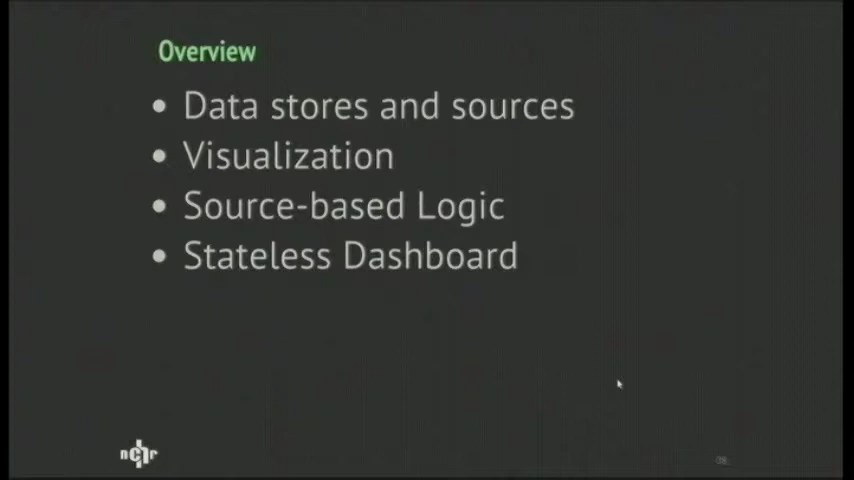 Overview
• Data stores and sources
• Visualization
• Source-based Logic
• Stateless Dashboard